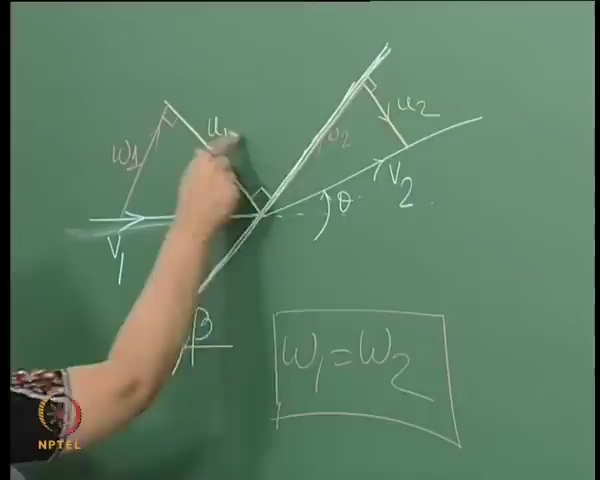 u₁
u₂
w₁
w₂
V₁
V₂
θ
β
w₁ = w₂
NPTEL